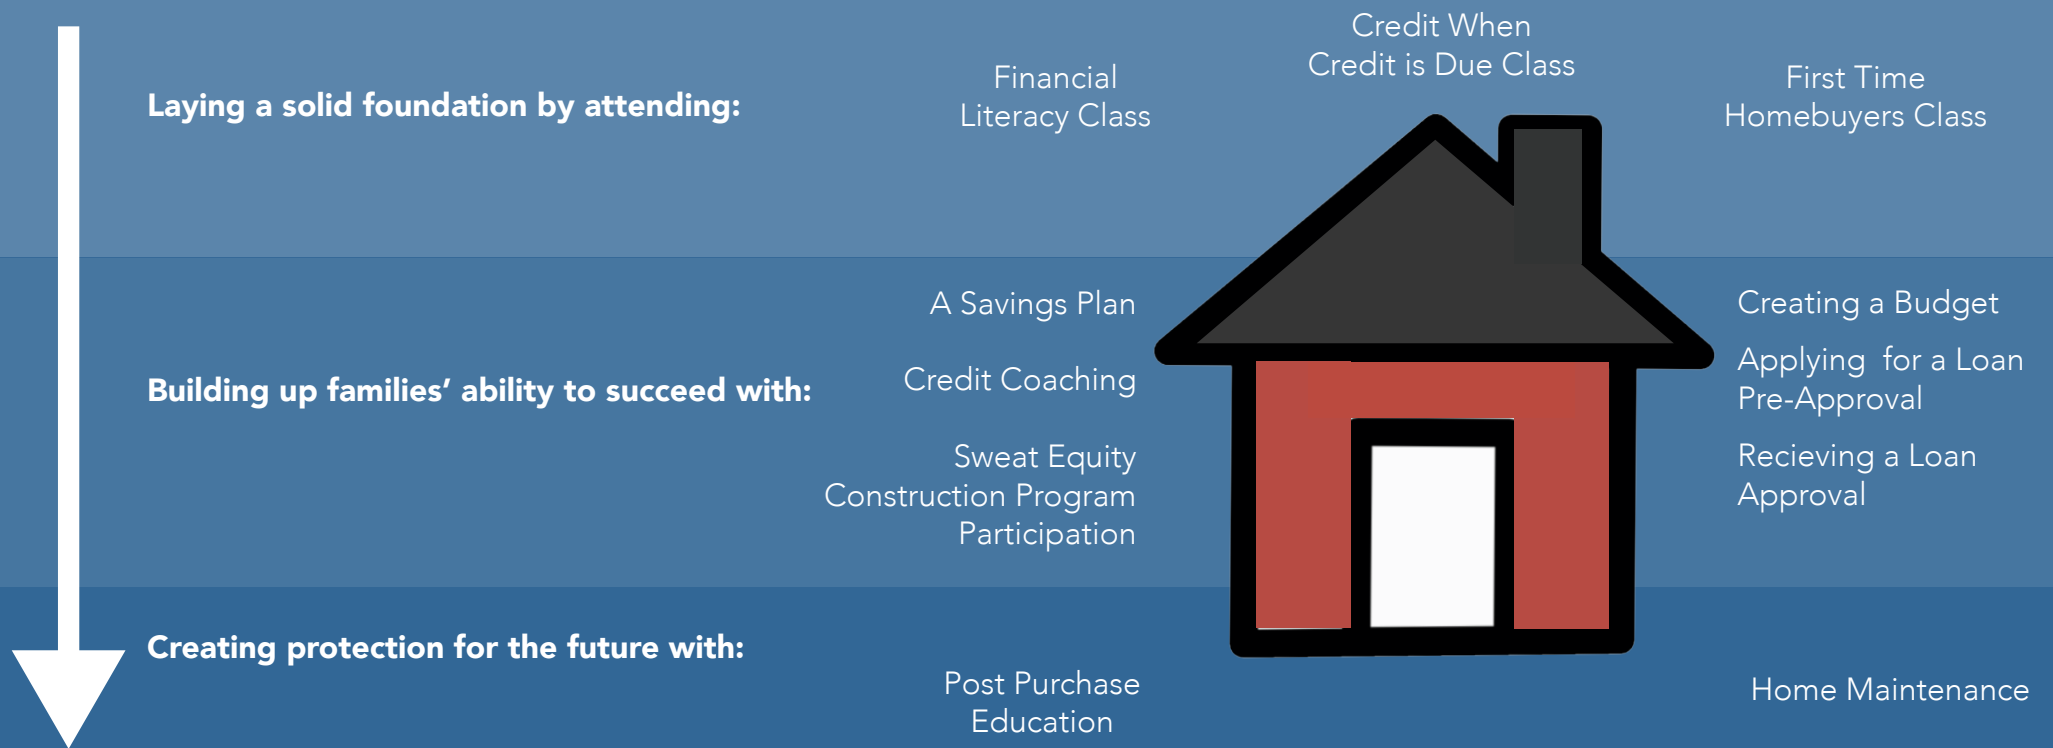 Laying a solid foundation by attending:
Financial
Literacy Class
Credit When
Credit is Due Class
First Time
Homebuyers Class
Building up families’ ability to succeed with:
A Savings Plan
Credit Coaching
Sweat Equity
Construction Program
Participation
Creating a Budget
Applying  for a Loan
Pre-Approval
Recieving a Loan
Approval
Creating protection for the future with:
Post Purchase
Education
Home Maintenance